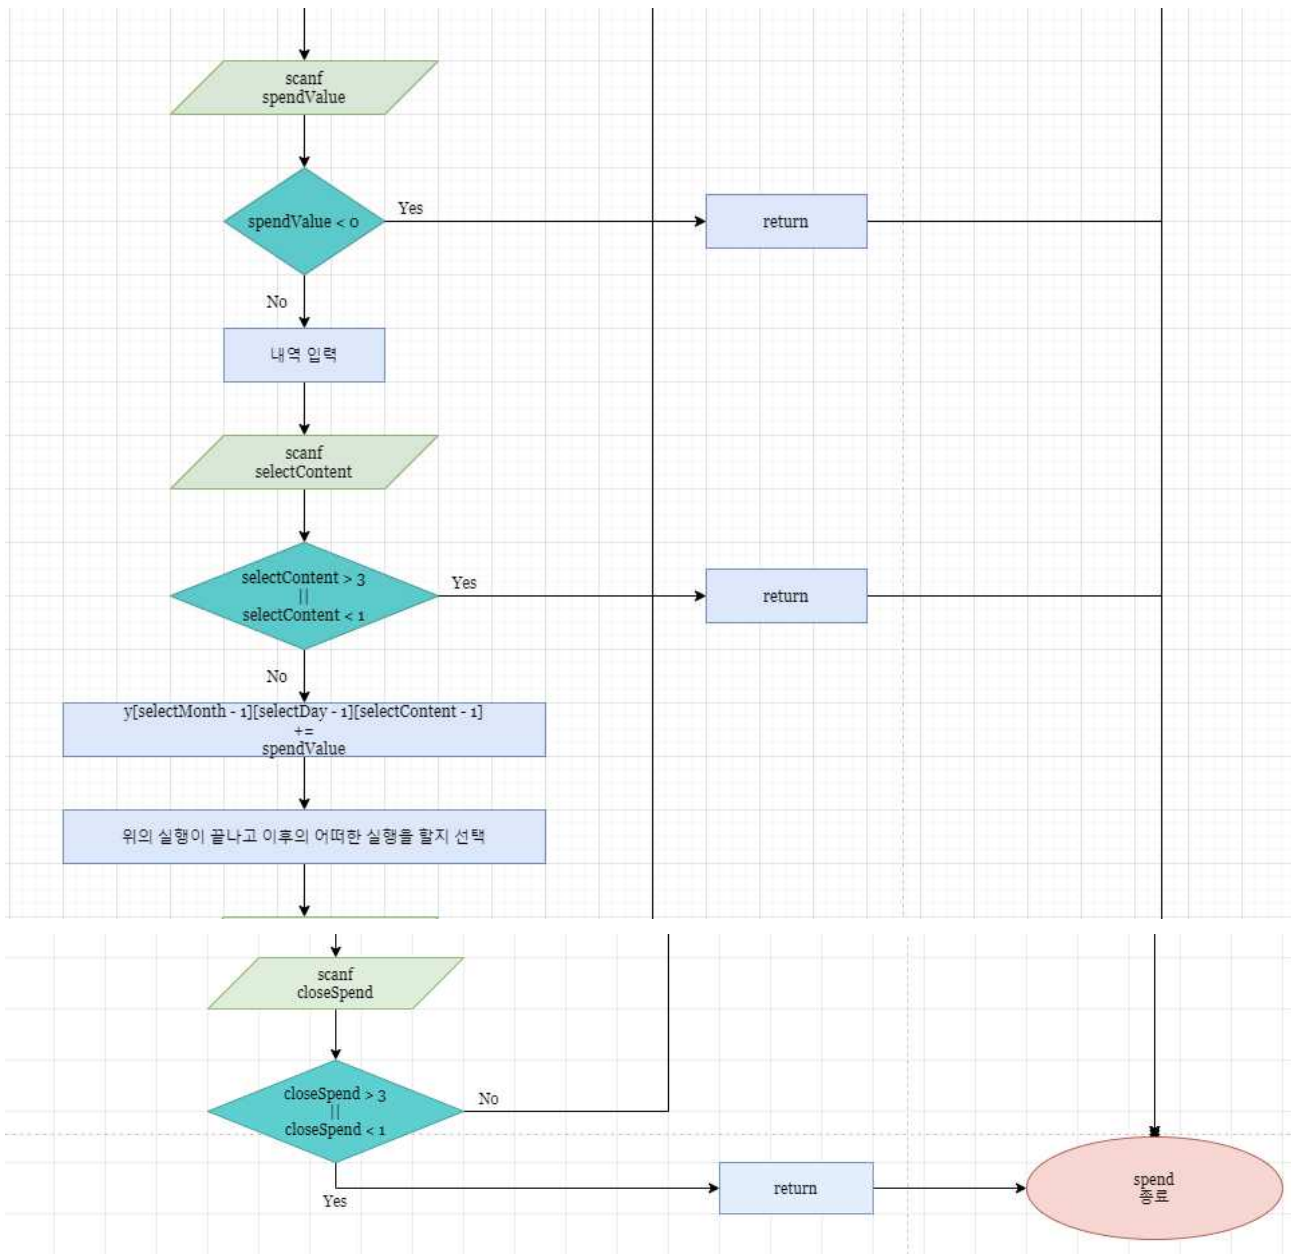 scanf
spendValue
spendValue < 0
Yes
return
No
내역 입력
scanf
selectContent
selectContent > 3
||
selectContent < 1
Yes
return
No
y[selectMonth - 1][selectDay - 1][selectContent - 1]
+=
spendValue
위의 실행이 끝나고 이후의 어떠한 실행을 할지 선택
scanf
closeSpend
closeSpend > 3
||
closeSpend < 1
No
Yes
return
spend
종료